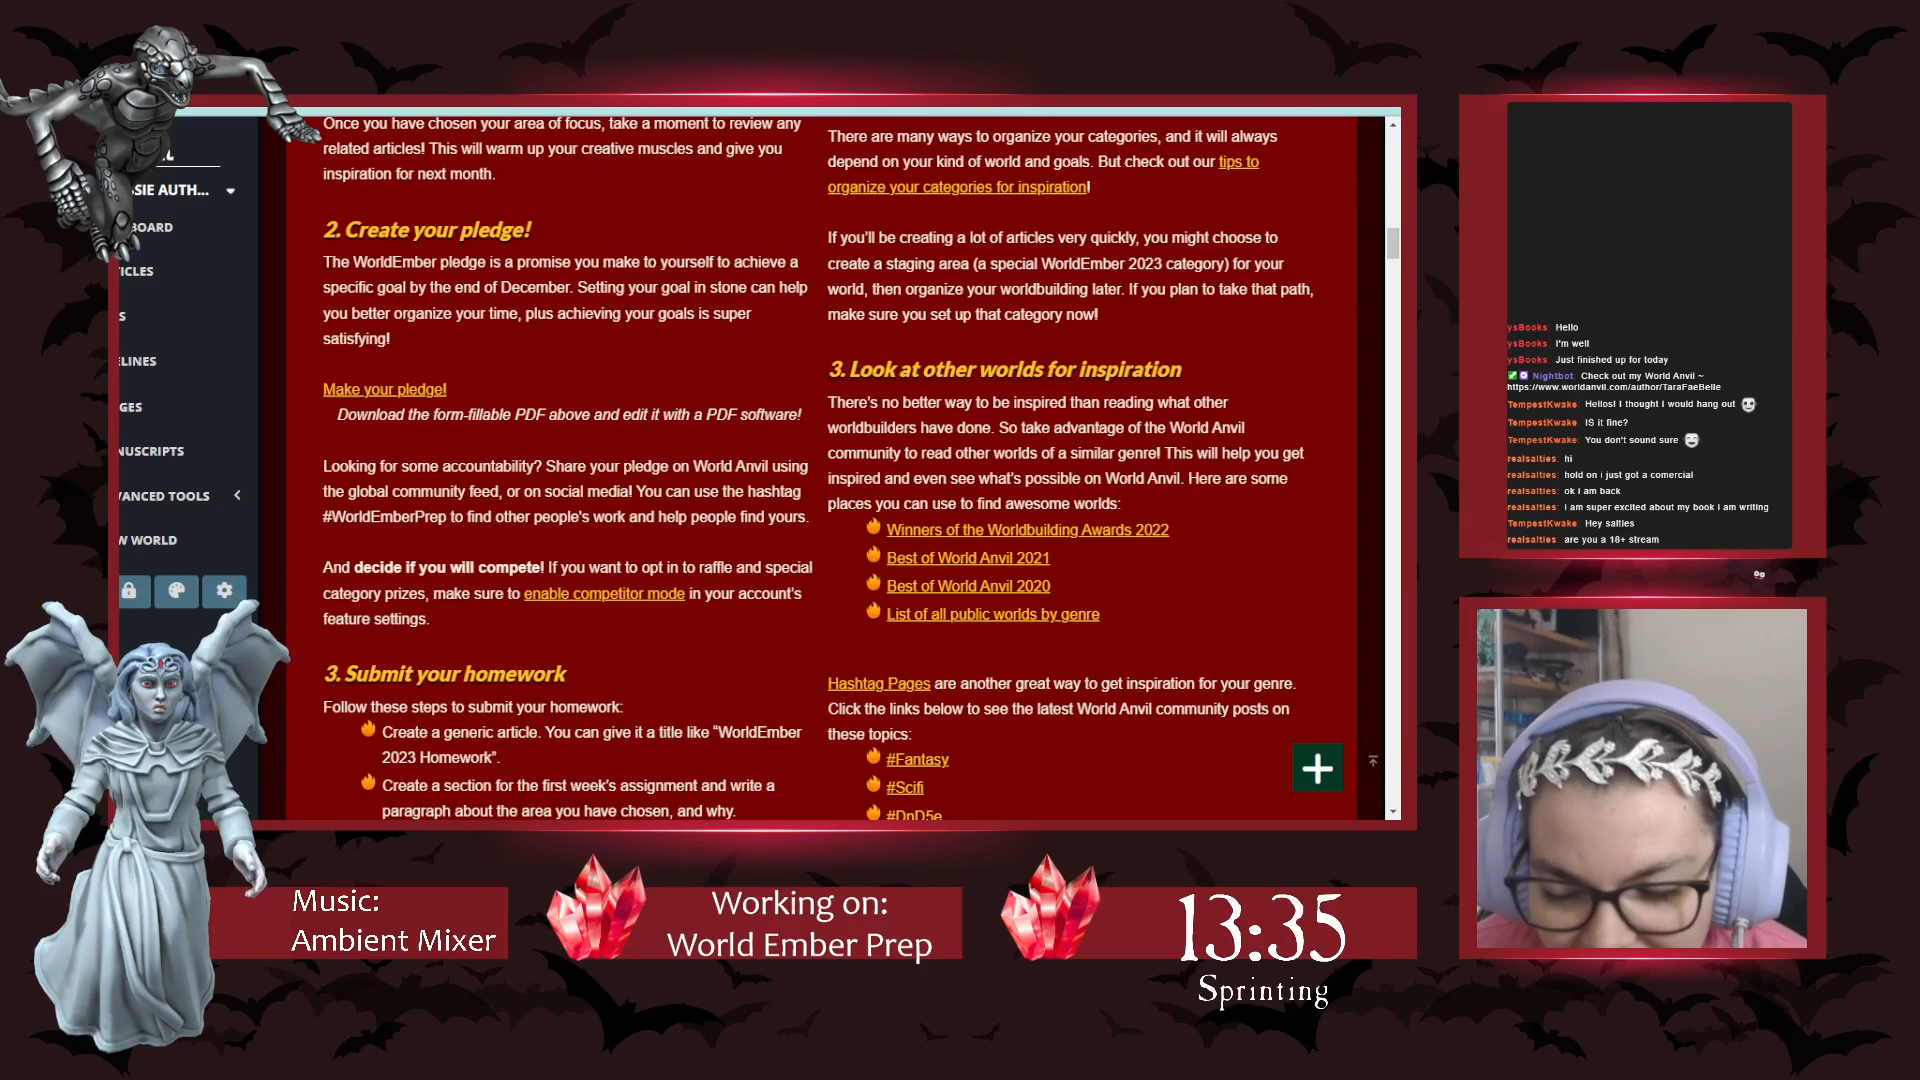 SIE AUTH...
BOARD
ICLES
S
ELINES
GES
NUSCRIPTS
VANCED TOOLS
W WORLD
Once you have chosen your area of focus, take a moment to review any
related articles! This will warm up your creative muscles and give you
inspiration for next month.
2. Create your pledge!
The WorldEmber pledge is a promise you make to yourself to achieve a
specific goal by the end of December. Setting your goal in stone can help
you better organize your time, plus achieving your goals is super
satisfying!
Make your pledge!
Download the form-fillable PDF above and edit it with a PDF software!
Looking for some accountability? Share your pledge on World Anvil using
the global community feed, or on social media! You can use the hashtag
#WorldEmberPrep to find other people's work and help people find yours.
And decide if you will compete! If you want to opt in to raffle and special
category prizes, make sure to enable competitor mode in your account's
feature settings.
3. Submit your homework
Follow these steps to submit your homework:
Create a generic article. You can give it a title like “WorldEmber
2023 Homework”.
Create a section for the first week's assignment and write a
paragraph about the area you have chosen, and why.
There are many ways to organize your categories, and it will always
depend on your kind of world and goals. But check out our tips to
organize your categories for inspiration!
If you'll be creating a lot of articles very quickly, you might choose to
create a staging area (a special WorldEmber 2023 category) for your
world, then organize your worldbuilding later. If you plan to take that path,
make sure you set up that category now!
3. Look at other worlds for inspiration
There's no better way to be inspired than reading what other
worldbuilders have done. So take advantage of the World Anvil
community to read other worlds of a similar genre! This will help you get
inspired and even see what's possible on World Anvil. Here are some
places you can use to find awesome worlds:
Winners of the Worldbuilding Awards 2022
Best of World Anvil 2021
Best of World Anvil 2020
List of all public worlds by genre
Hashtag Pages are another great way to get inspiration for your genre.
Click the links below to see the latest World Anvil community posts on
these topics:
#Fantasy
#Scifi
#DnD5e
ysBooks: Hello
ysBooks: I'm well
ysBooks: Just finished up for today
Nightbot: Check out my World Anvil ~
https://www.worldanvil.com/author/TaraFaeBelle
TempestKwake: Hellos! I thought I would hang out
TempestKwake: IS it fine?
TempestKwake: You don't sound sure
realsalties: hi
realsalties: hold on i just got a comercial
realsalties: ok i am back
realsalties: i am super excited about my book i am writing
TempestKwake: Hey salties
realsalties: are you a 18+ stream
Music:
Ambient Mixer
Working on:
World Ember Prep
13:35
Sprinting